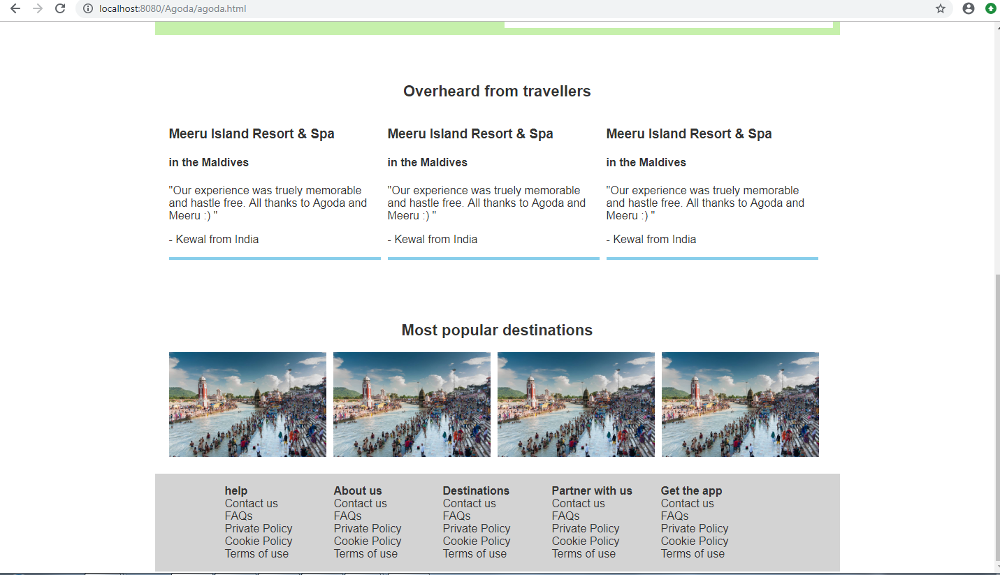 localhost:8080/Agoda/agoda.html
Overheard from travellers
Meeru Island Resort & Spa
in the Maldives
"Our experience was truely memorable
and hastle free. All thanks to Agoda and
Meeru :) "
- Kewal from India
Meeru Island Resort & Spa
in the Maldives
"Our experience was truely memorable
and hastle free. All thanks to Agoda and
Meeru :) "
- Kewal from India
Meeru Island Resort & Spa
in the Maldives
"Our experience was truely memorable
and hastle free. All thanks to Agoda and
Meeru :) "
- Kewal from India
Most popular destinations
help
Contact us
FAQs
Private Policy
Cookie Policy
Terms of use
About us
Contact us
FAQs
Private Policy
Cookie Policy
Terms of use
Destinations
Contact us
FAQs
Private Policy
Cookie Policy
Terms of use
Partner with us
Contact us
FAQs
Private Policy
Cookie Policy
Terms of use
Get the app
Contact us
FAQs
Private Policy
Cookie Policy
Terms of use